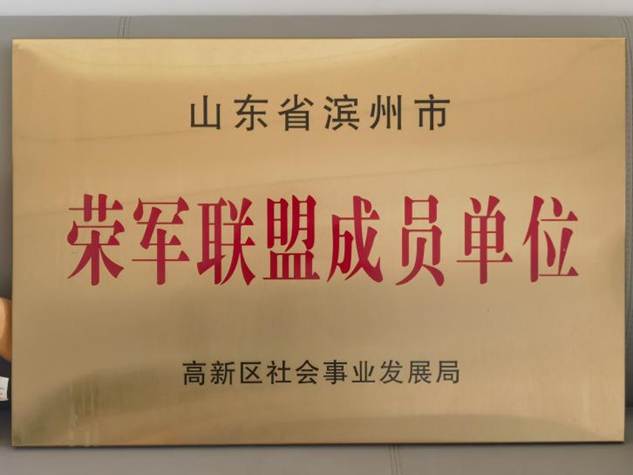 山东省滨州市
荣军联盟成员单位
高新区社会事业发展局